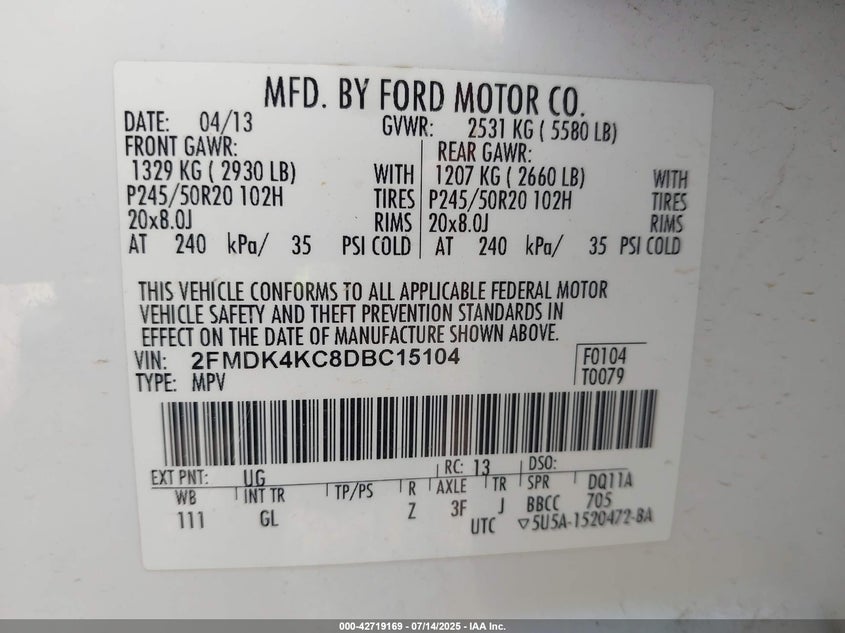 MFD. BY FORD MOTOR CO.
DATE: 04/13 GVWR: 2531 KG ( 5580 LB)
FRONT GAWR: REAR GAWR:
1329 KG ( 2930 LB) WITH 1207 KG ( 2660 LB) WITH
P245/50R20 102H TIRES P245/50R20 102H TIRES
20x8.0J RIMS 20x8.0J RIMS
AT 240 kPa/ 35 PSI COLD AT 240 kPa/ 35 PSI COLD
THIS VEHICLE CONFORMS TO ALL APPLICABLE FEDERAL MOTOR
VEHICLE SAFETY AND THEFT PREVENTION STANDARDS IN
EFFECT ON THE DATE OF MANUFACTURE SHOWN ABOVE.
VIN: 2FMDK4KC8DBC15104 F0104
TYPE: MPV T0079
EXT PNT: UG RC: 13 DSO:
WB INT TR TP/PS R AXLE TR SPR DQ11A
111 GL Z 3F J BBCC 705
UTC ▽5U5A-1520472-BA
000-42719169 - 07/14/2025 - IAA Inc.